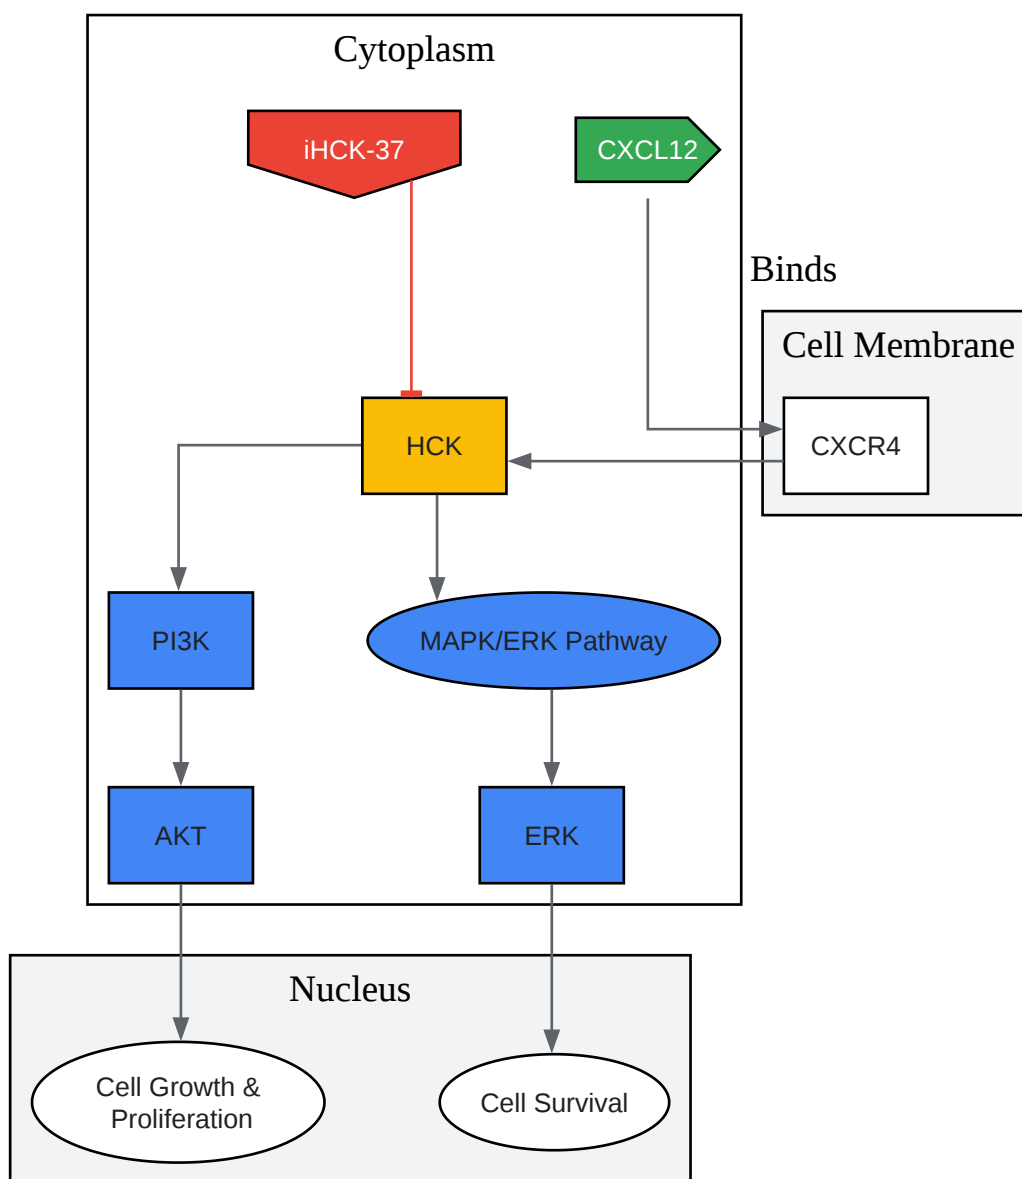 Cytoplasm
iHCK-37
CXCL12
Binds
Cell Membrane
HCK
CXCR4
PI3K
MAPK/ERK Pathway
AKT
ERK
Nucleus
Cell Growth &
Proliferation
Cell Survival